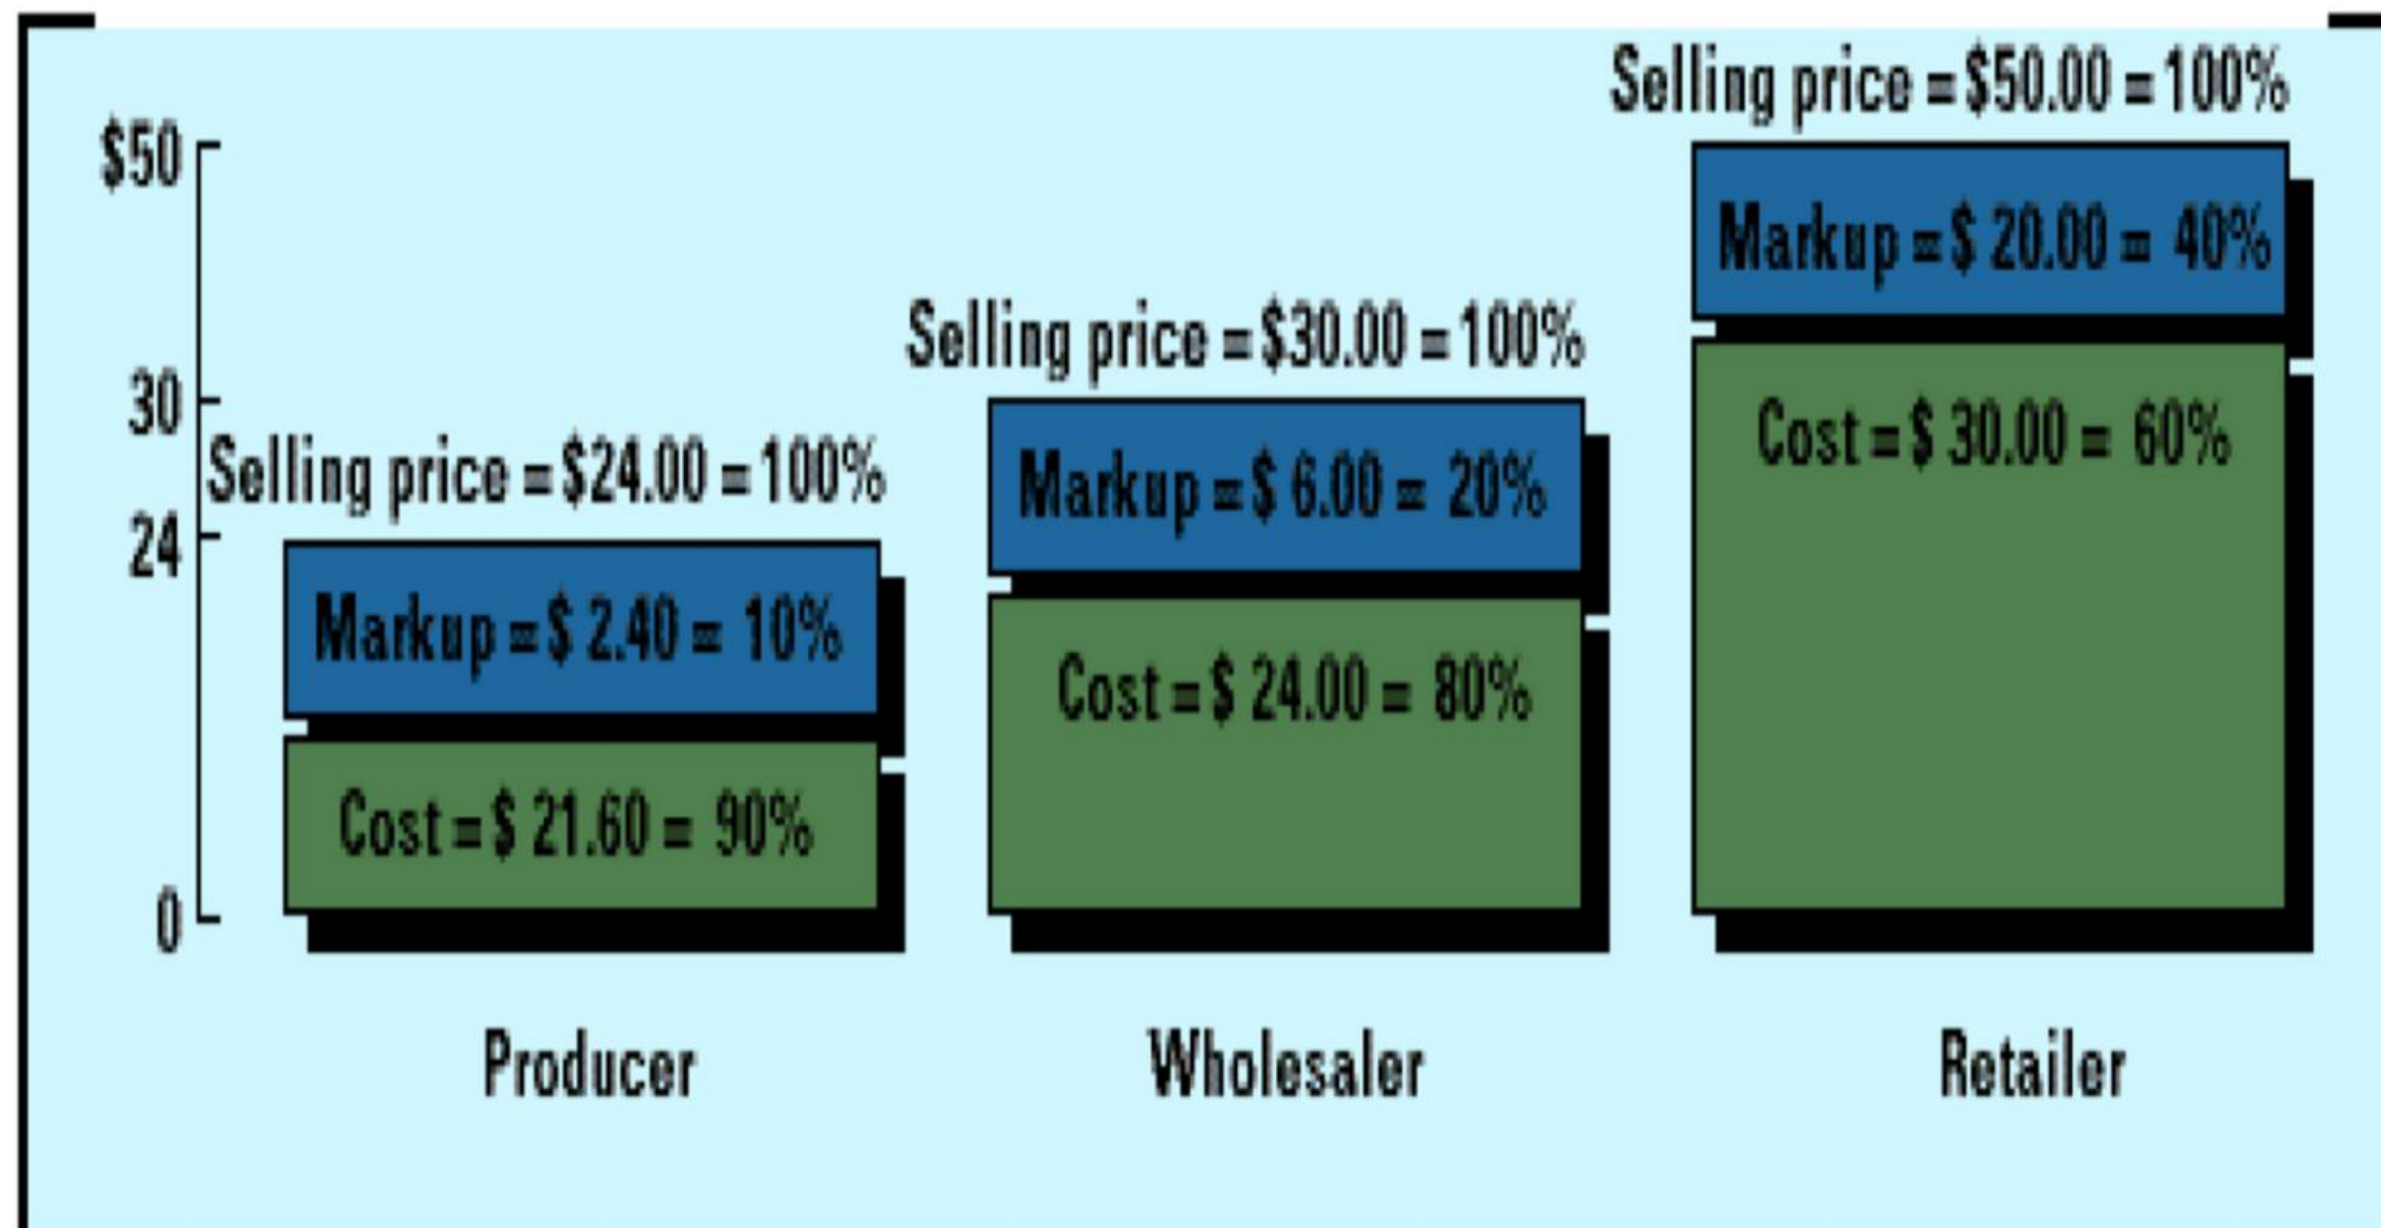 Selling price = $50.00 = 100%
$50
Markup = $ 20.00 = 40%
Selling price = $30.00 = 100%
30
Cost = $ 30.00 = 60%
Selling price = $24.00 = 100%
Markup = $ 6.00 = 20%
24
Markup = $ 2.40 = 10%
Cost = $ 24.00 = 80%
Cost = $ 21.60 = 90%
0
Producer
Wholesaler
Retailer